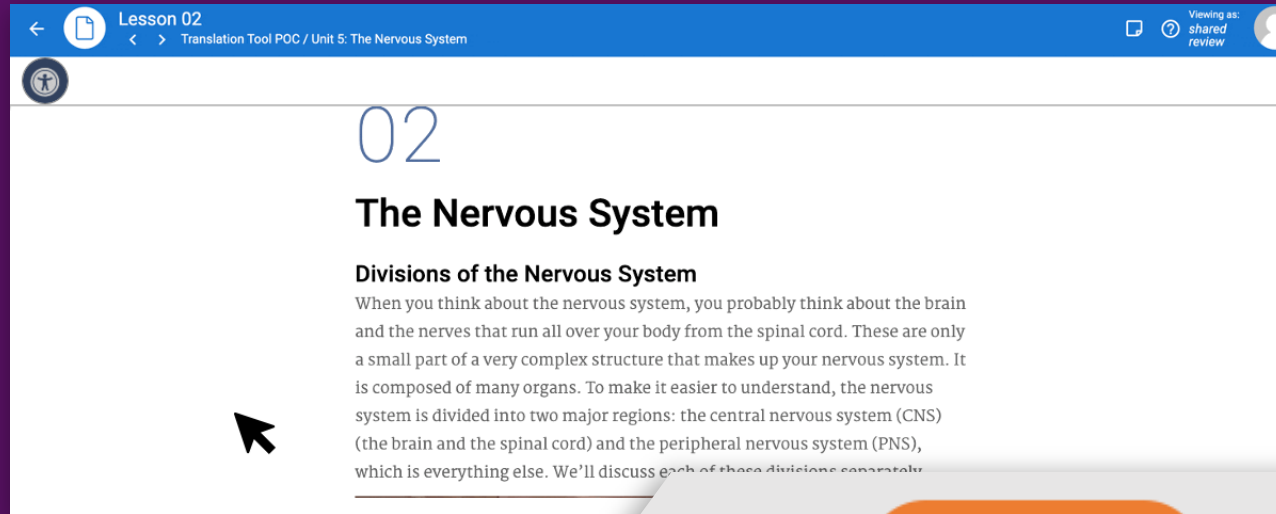 Lesson 02
Translation Tool POC / Unit 5: The Nervous System
Viewing as:
shared
review
02
The Nervous System
Divisions of the Nervous System
When you think about the nervous system, you probably think about the brain
and the nerves that run all over your body from the spinal cord. These are only
a small part of a very complex structure that makes up your nervous system. It
is composed of many organs. To make it easier to understand, the nervous
system is divided into two major regions: the central nervous system (CNS)
(the brain and the spinal cord) and the peripheral nervous system (PNS),
which is everything else. We’ll discuss each of these divisions separately